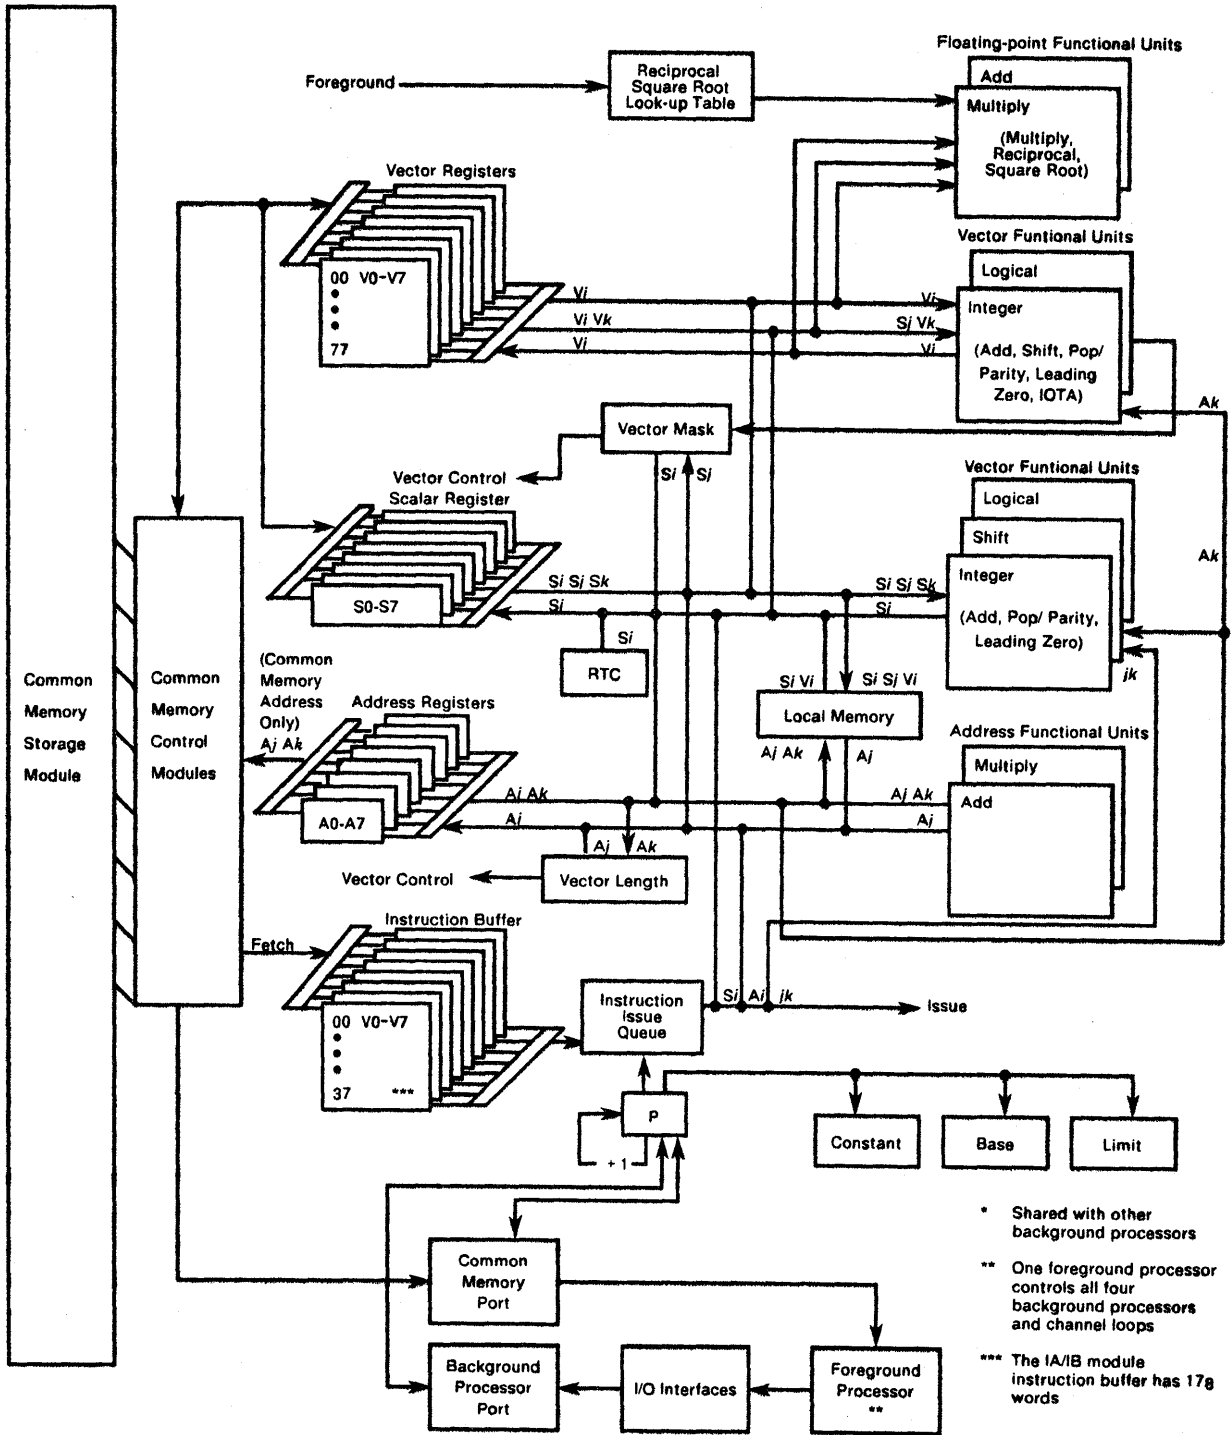 Floating-point Functional Units
Foreground
Reciprocal
Square Root
Look-up Table
Add
Multiply
(Multiply,
Reciprocal,
Square Root)
Vector Registers
00 V0-V7
77
Vi
Vi Vk
Vi
Vector Funtional Units
Logical
Integer
Vi
Sj Vk
Vi
(Add, Shift, Pop/
Parity, Leading
Zero, IOTA)
Ak
Vector Mask
Si
Sj
Vector Control
Scalar Register
S0-S7
Si Sj Sk
Si
Si
RTC
Vector Funtional Units
Logical
Shift
Integer
Si Sj Sk
Si
(Add, Pop/ Parity,
Leading Zero)
Ak
jk
Si Vi
Si Sj Vi
Local Memory
Aj Ak
Aj
Common
Memory
Storage
Module
Common
Memory
Control
Modules
(Common
Memory
Address
Only)
Aj Ak
Address Registers
A0-A7
Aj Ak
Aj
Aj
Ak
Vector Control
Vector Length
Address Functional Units
Multiply
Add
Aj Ak
Aj
Fetch
Instruction Buffer
00 V0-V7
37 ***
Instruction
Issue
Queue
Si Ai jk
Issue
P
+ 1
Constant
Base
Limit
Common
Memory
Port
Background
Processor
Port
I/O Interfaces
Foreground
Processor
**
* Shared with other
background processors
** One foreground processor
controls all four
background processors
and channel loops
*** The IA/IB module
instruction buffer has 178
words